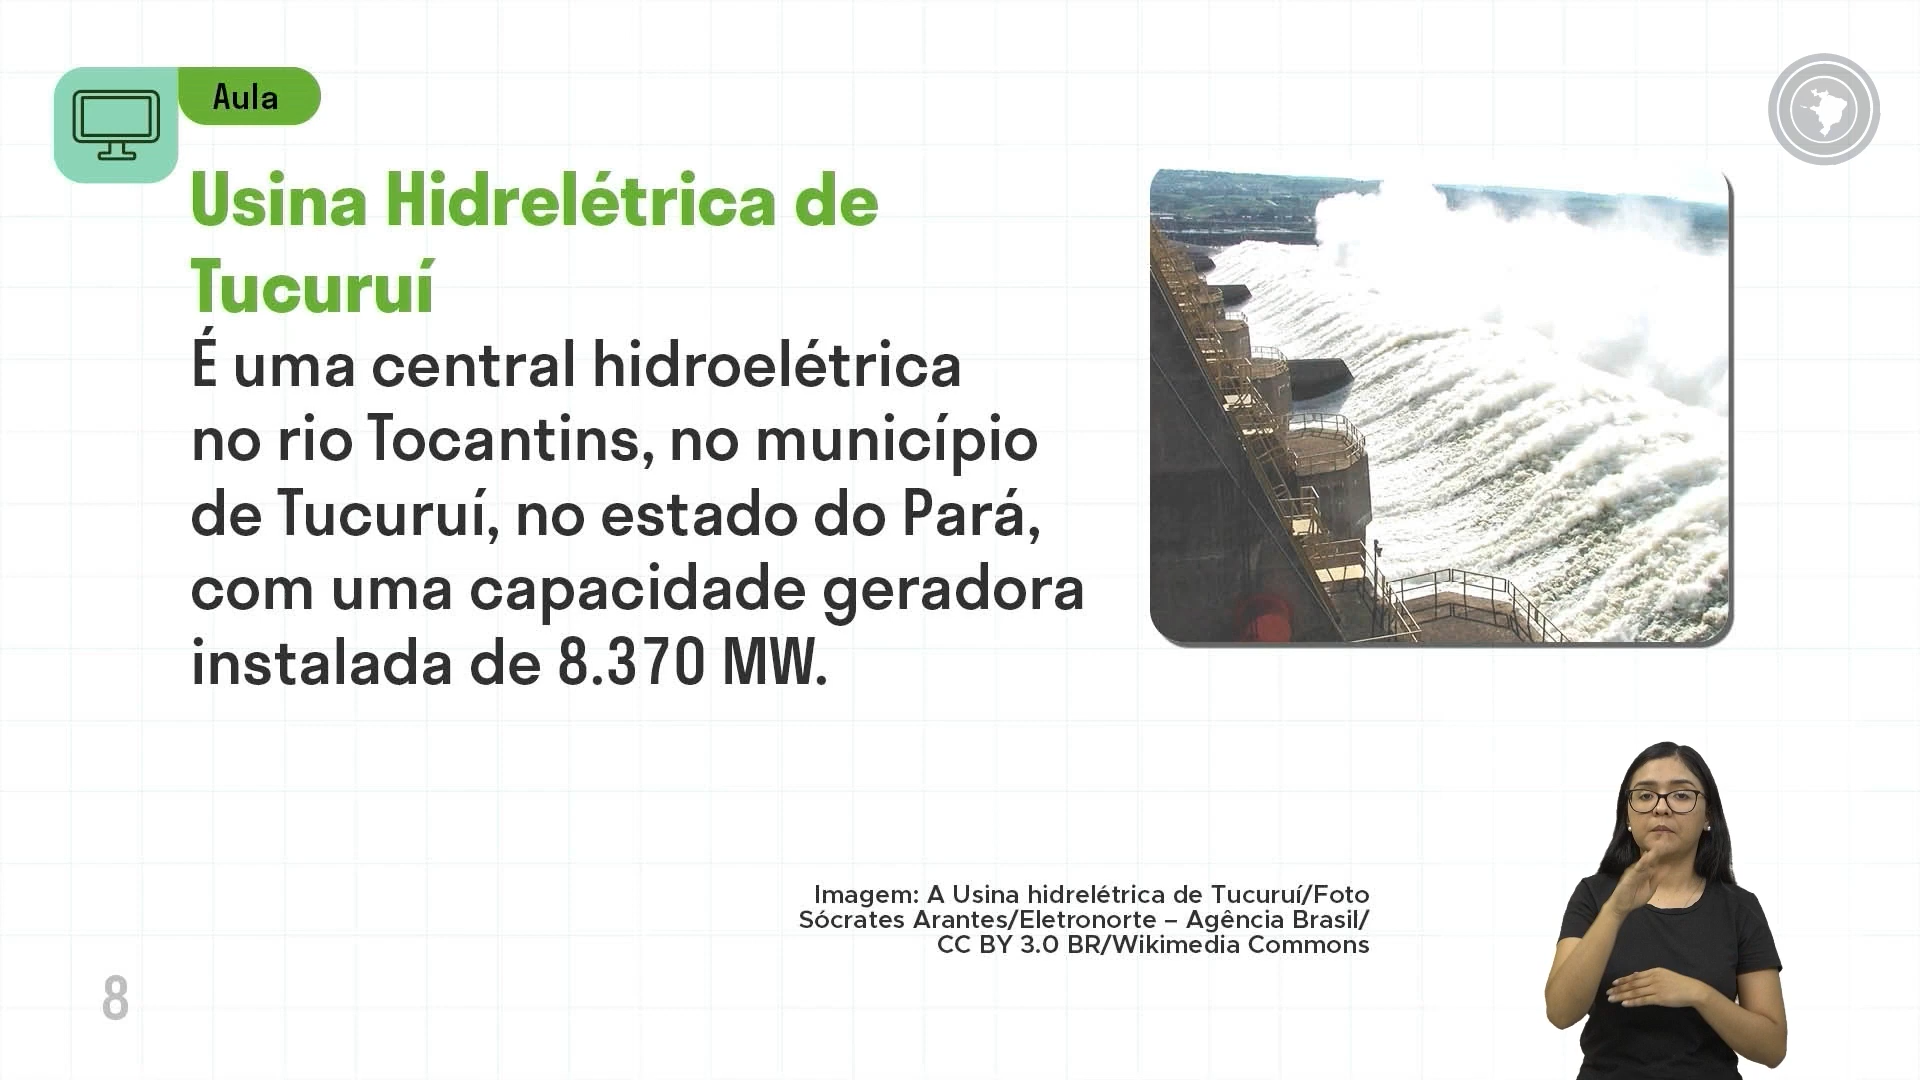 Aula
Usina Hidrelétrica de
Tucuruí
É uma central hidroelétrica
no rio Tocantins, no município
de Tucuruí, no estado do Pará,
com uma capacidade geradora
instalada de 8.370 MW.
Imagem: A Usina hidrelétrica de Tucuruí/Foto
Sócrates Arantes/Eletronorte – Agência Brasil/
CC BY 3.0 BR/Wikimedia Commons
8